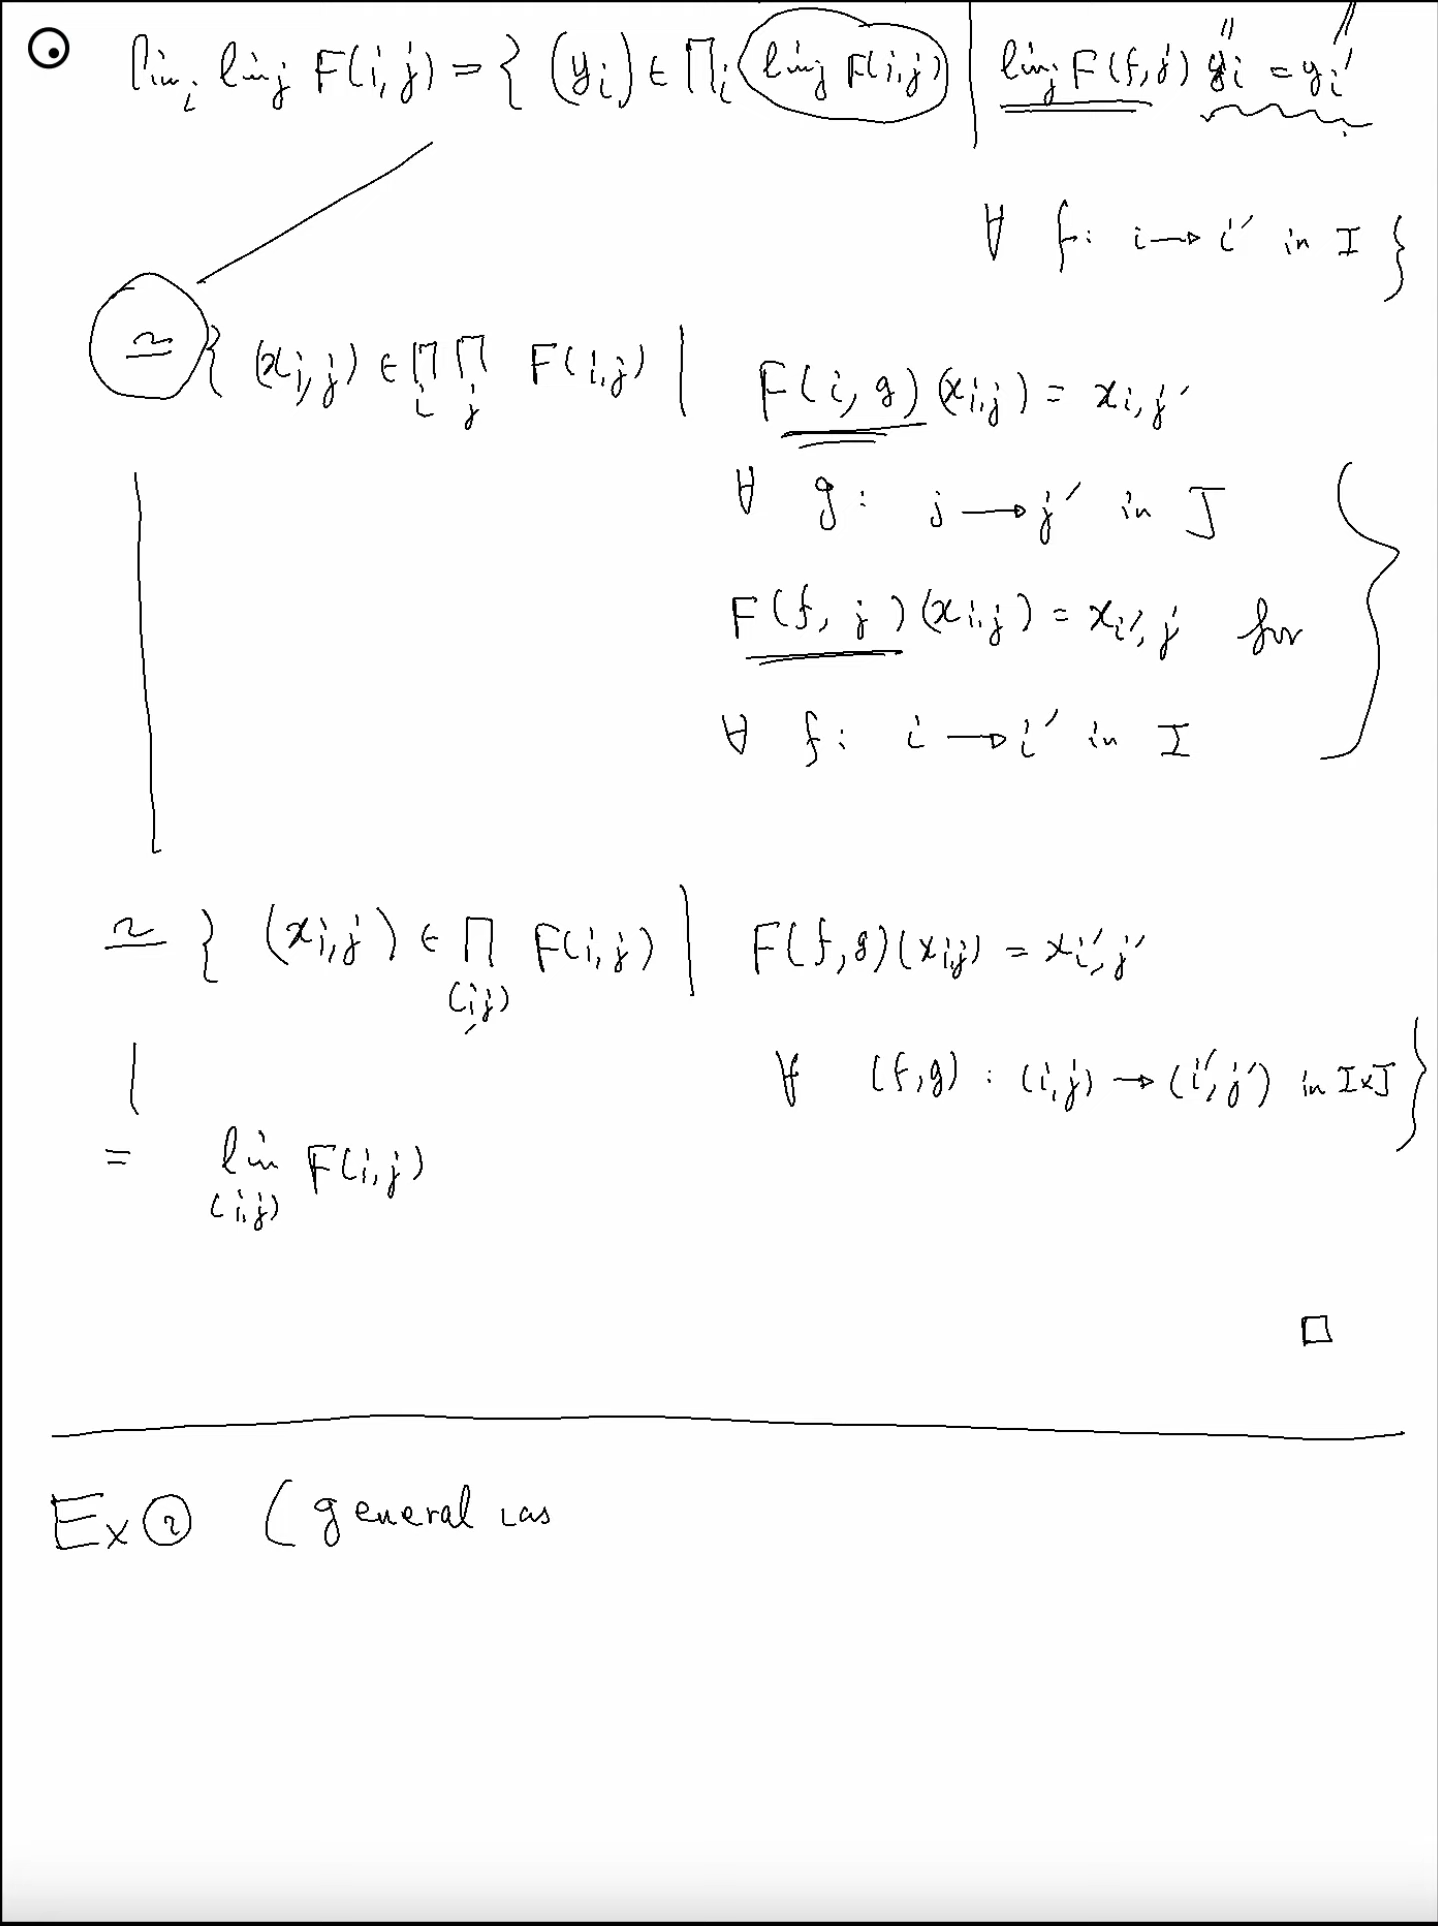 lim_i lim_j F(i,j) = { (y_i) ∈ ∏_i lim_j F(i,j) | lim_j F(f,j) y_i = y_i'
∀ f: i → i' in I }
≃ { (x_{i,j}) ∈ ∏_i ∏_j F(i,j) | F(i,g)(x_{i,j}) = x_{i,j'}
∀ g: j → j' in J
F(f,j)(x_{i,j}) = x_{i',j} for
∀ f: i → i' in I }
≃ { (x_{i,j}) ∈ ∏_{(i,j)} F(i,j) | F(f,g)(x_{i,j}) = x_{i',j'}
∀ (f,g) : (i,j) → (i',j') in I×J }
= lim_{(i,j)} F(i,j)
□
Ex ② (general cas